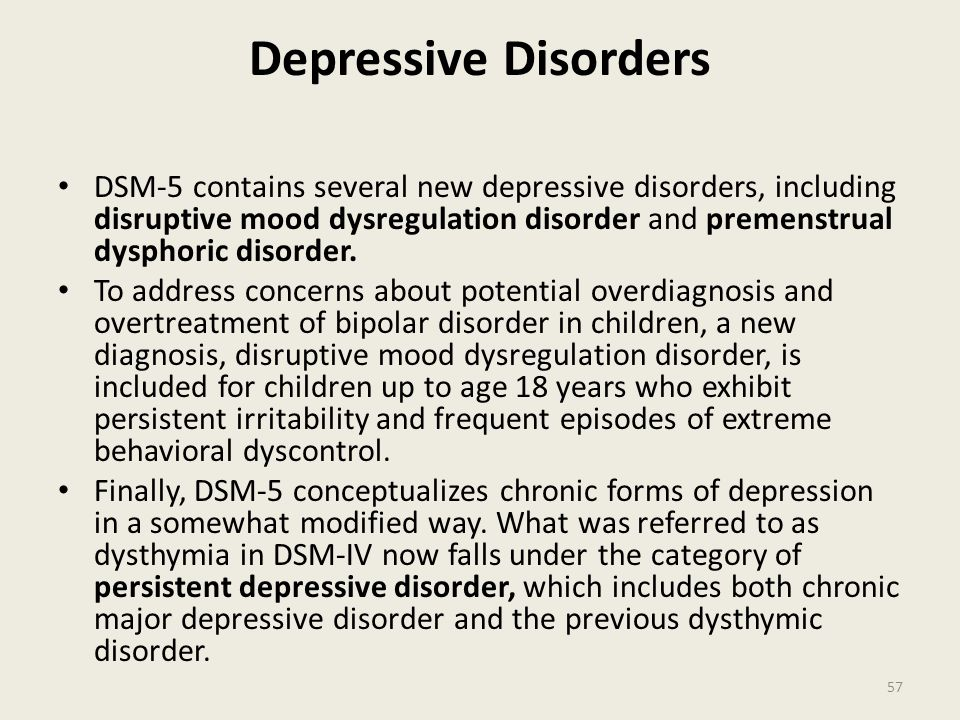 Depressive Disorders
• DSM-5 contains several new depressive disorders, including
disruptive mood dysregulation disorder and premenstrual
dysphoric disorder.
• To address concerns about potential overdiagnosis and
overtreatment of bipolar disorder in children, a new
diagnosis, disruptive mood dysregulation disorder, is
included for children up to age 18 years who exhibit
persistent irritability and frequent episodes of extreme
behavioral dyscontrol.
• Finally, DSM-5 conceptualizes chronic forms of depression
in a somewhat modified way. What was referred to as
dysthymia in DSM-IV now falls under the category of
persistent depressive disorder, which includes both chronic
major depressive disorder and the previous dysthymic
disorder.
57